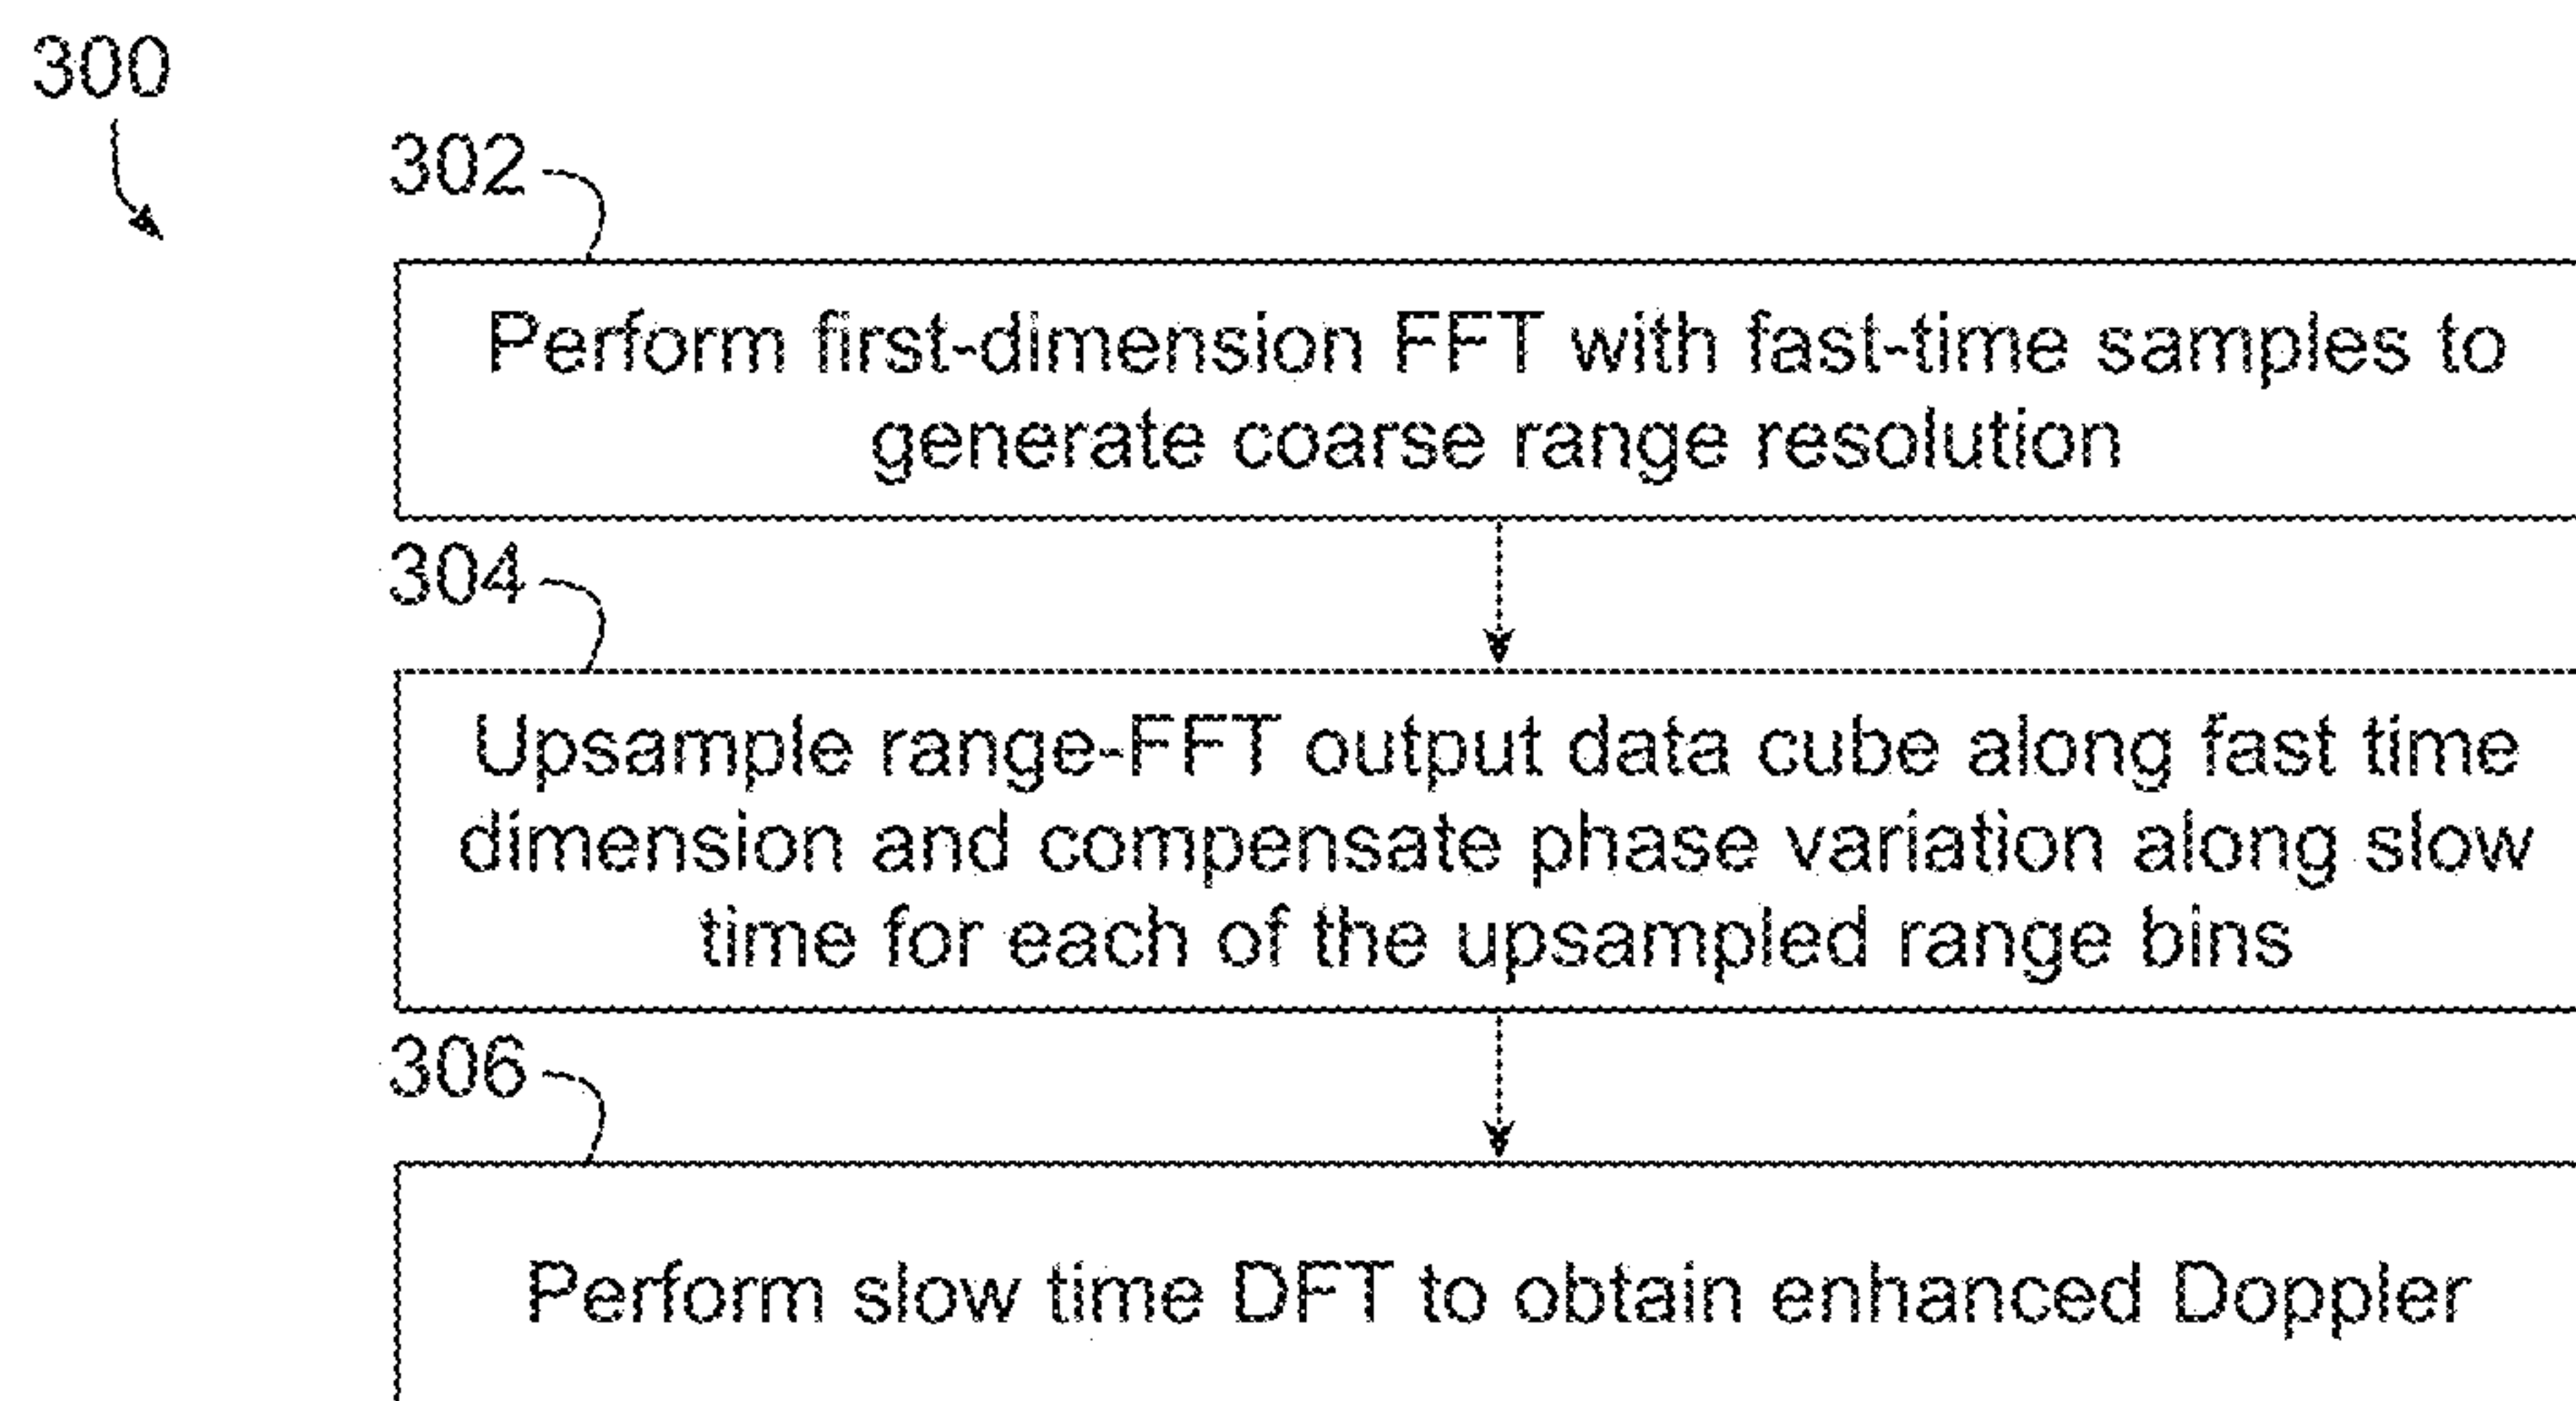 300
302
Perform first-dimension FFT with fast-time samples to
generate coarse range resolution
304
Upsample range-FFT output data cube along fast time
dimension and compensate phase variation along slow
time for each of the upsampled range bins
306
Perform slow time DFT to obtain enhanced Doppler